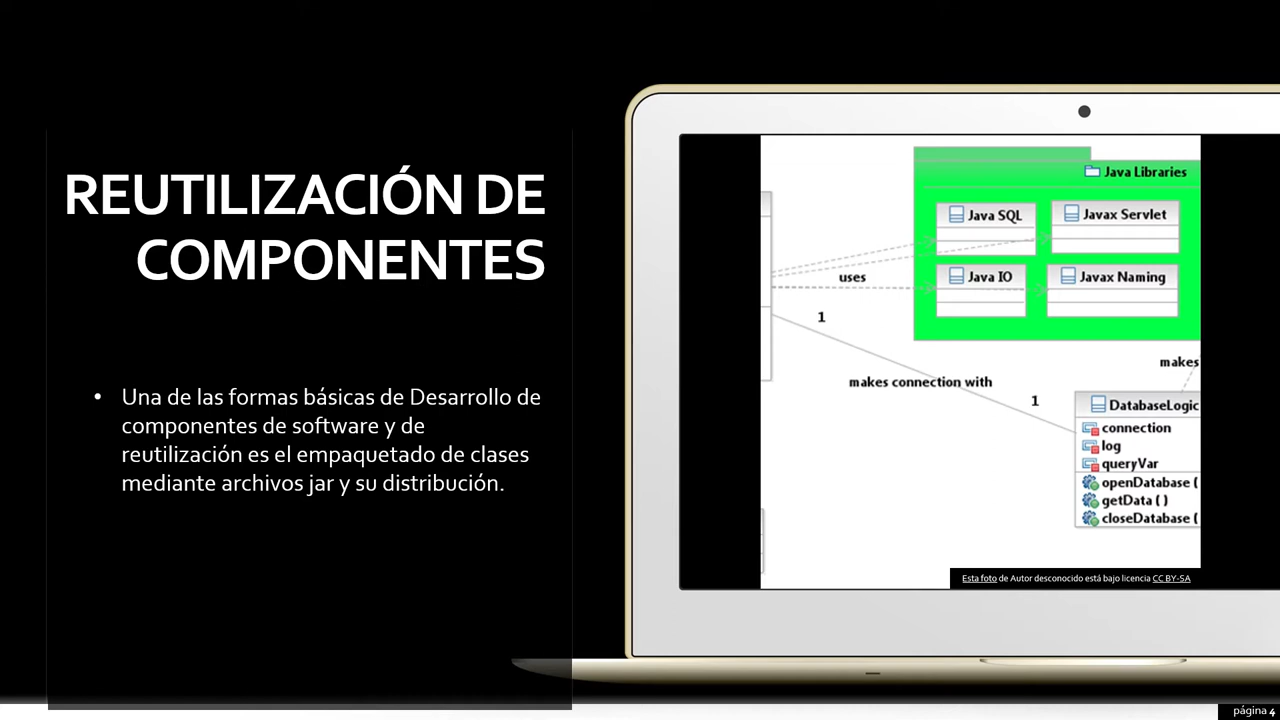 REUTILIZACIÓN DE
COMPONENTES
• Una de las formas básicas de Desarrollo de
componentes de software y de
reutilización es el empaquetado de clases
mediante archivos jar y su distribución.
Java Libraries
Java SQL
Javax Servlet
uses
Java IO
Javax Naming
1
makes
makes connection with
1
DatabaseLogic
connection
log
queryVar
openDatabase (
getData ( )
closeDatabase (
Esta foto de Autor desconocido está bajo licencia CC BY-SA
página 4